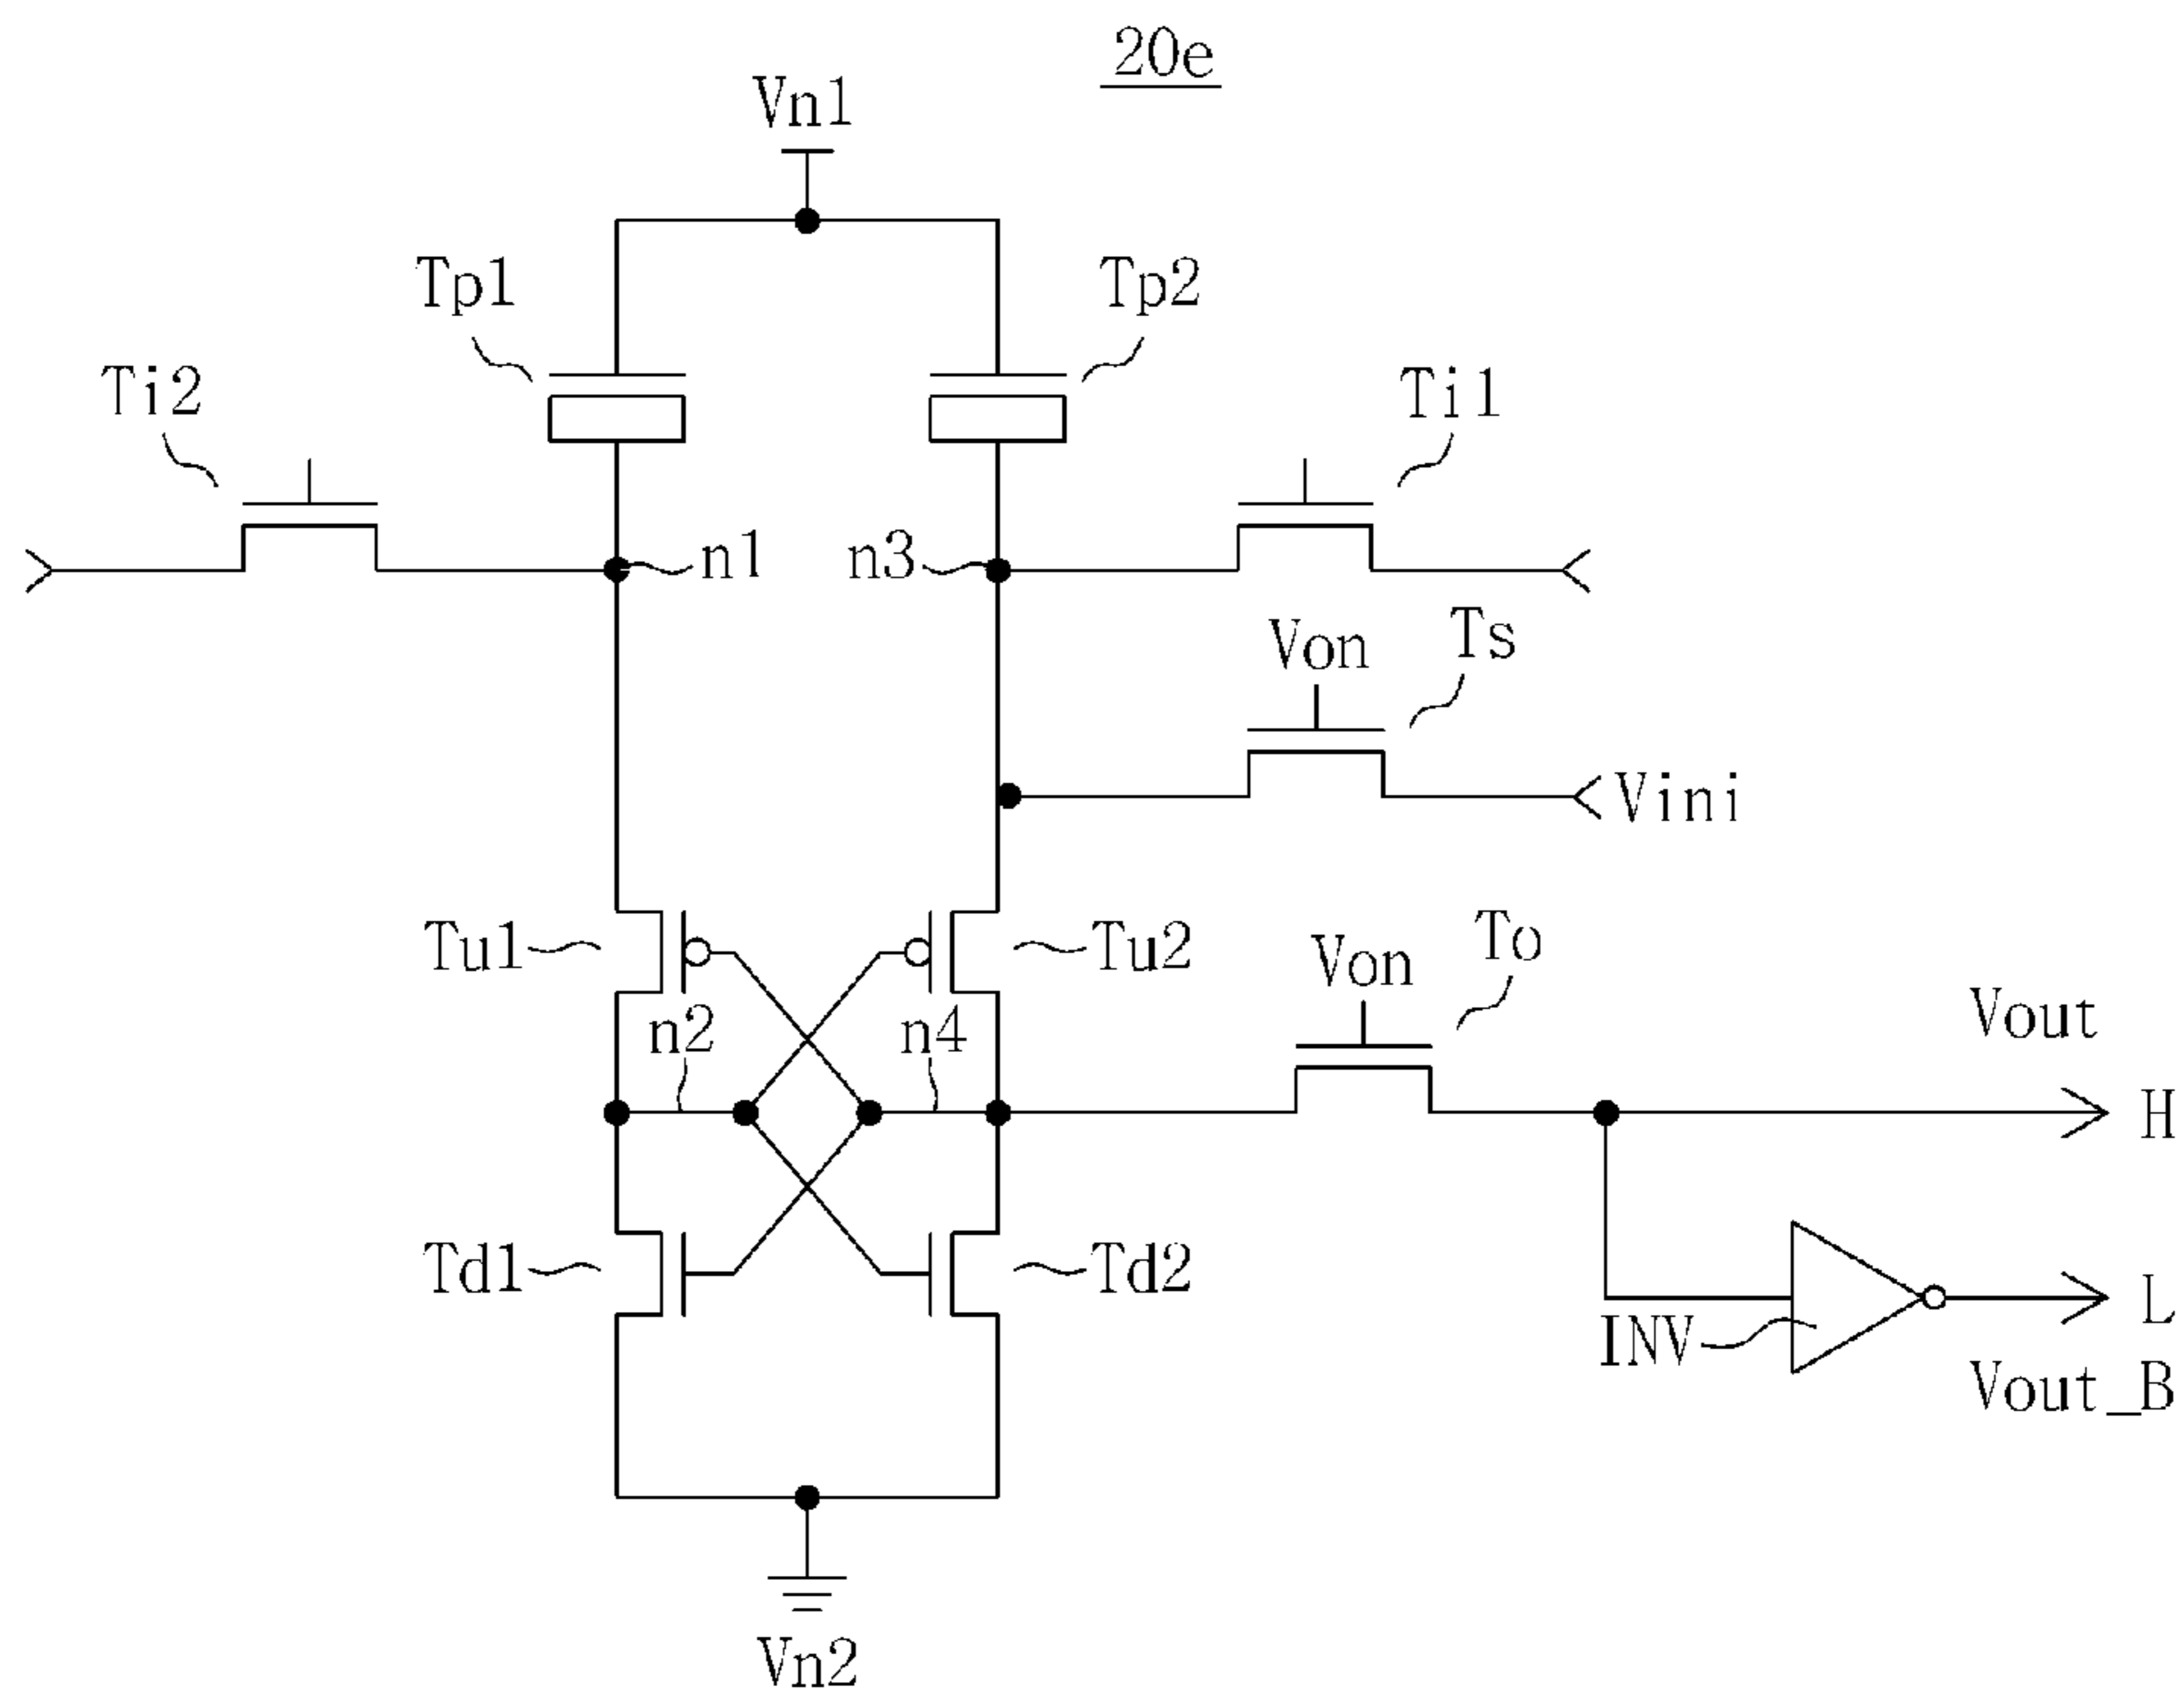 20e
Vn1
Tp1
Tp2
Ti2
Ti1
n1
n3
Von
Ts
Vini
Tu1
Tu2
Von
To
n2
n4
Vout
H
Td1
Td2
INV
L
Vout_B
Vn2